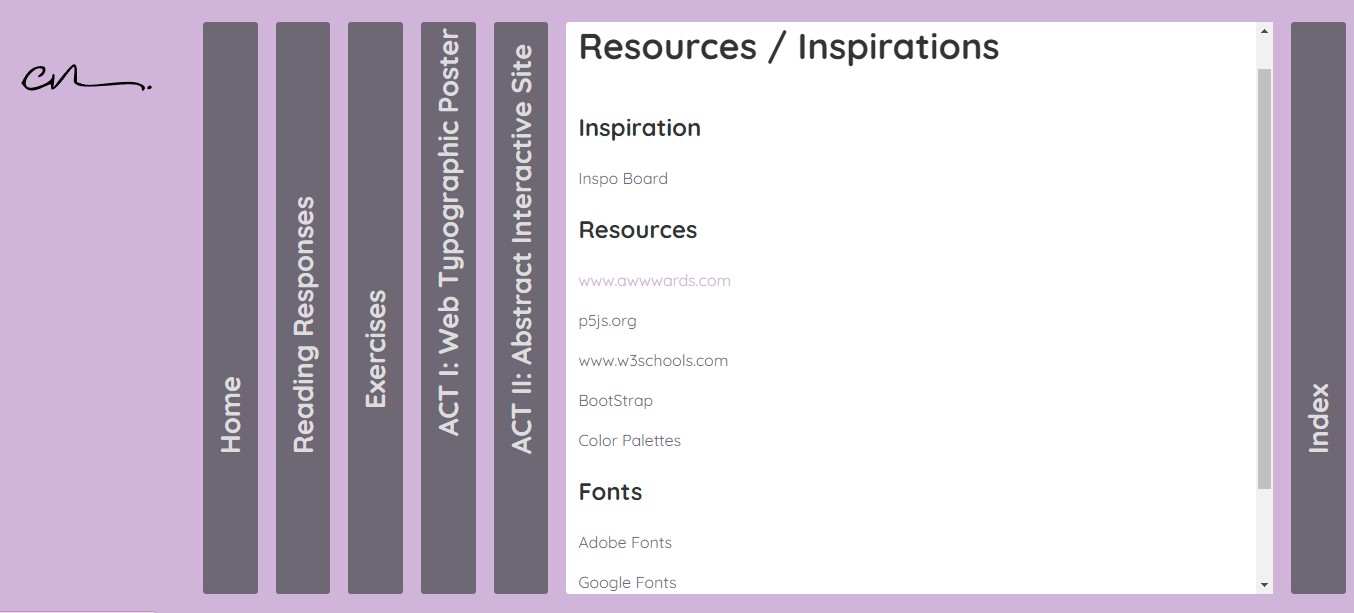 cn.
Home
Reading Responses
Exercises
ACT I: Web Typographic Poster
ACT II: Abstract Interactive Site
Resources / Inspirations
Inspiration
Inspo Board
Resources
www.awwwards.com
p5js.org
www.w3schools.com
BootStrap
Color Palettes
Fonts
Adobe Fonts
Google Fonts
Index